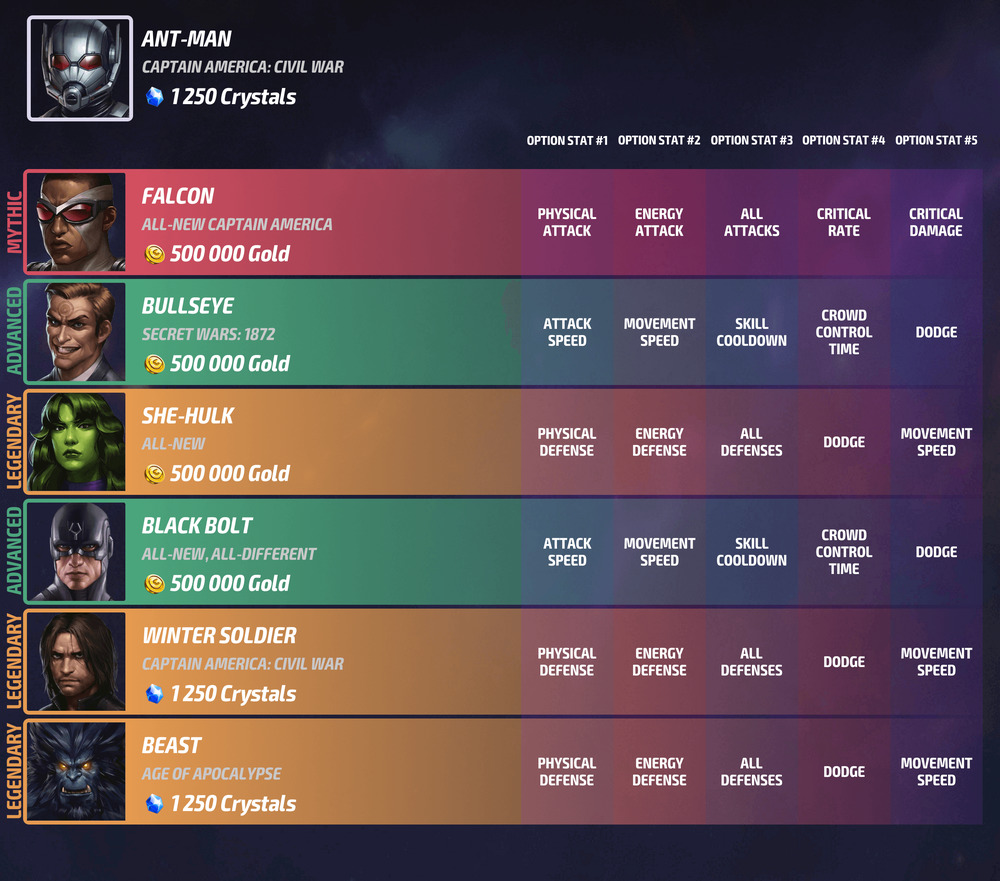 ANT-MAN
CAPTAIN AMERICA: CIVIL WAR
1 250 Crystals
OPTION STAT #1 OPTION STAT #2 OPTION STAT #3 OPTION STAT #4 OPTION STAT #5
MYTHIC
FALCON
ALL-NEW CAPTAIN AMERICA
500 000 Gold
PHYSICAL
ATTACK
ENERGY
ATTACK
ALL
ATTACKS
CRITICAL
RATE
CRITICAL
DAMAGE
ADVANCED
BULLSEYE
SECRET WARS: 1872
500 000 Gold
ATTACK
SPEED
MOVEMENT
SPEED
SKILL
COOLDOWN
CROWD
CONTROL
TIME
DODGE
LEGENDARY
SHE-HULK
ALL-NEW
500 000 Gold
PHYSICAL
DEFENSE
ENERGY
DEFENSE
ALL
DEFENSES
DODGE
MOVEMENT
SPEED
ADVANCED
BLACK BOLT
ALL-NEW, ALL-DIFFERENT
500 000 Gold
ATTACK
SPEED
MOVEMENT
SPEED
SKILL
COOLDOWN
CROWD
CONTROL
TIME
DODGE
LEGENDARY
WINTER SOLDIER
CAPTAIN AMERICA: CIVIL WAR
1 250 Crystals
PHYSICAL
DEFENSE
ENERGY
DEFENSE
ALL
DEFENSES
DODGE
MOVEMENT
SPEED
LEGENDARY
BEAST
AGE OF APOCALYPSE
1 250 Crystals
PHYSICAL
DEFENSE
ENERGY
DEFENSE
ALL
DEFENSES
DODGE
MOVEMENT
SPEED